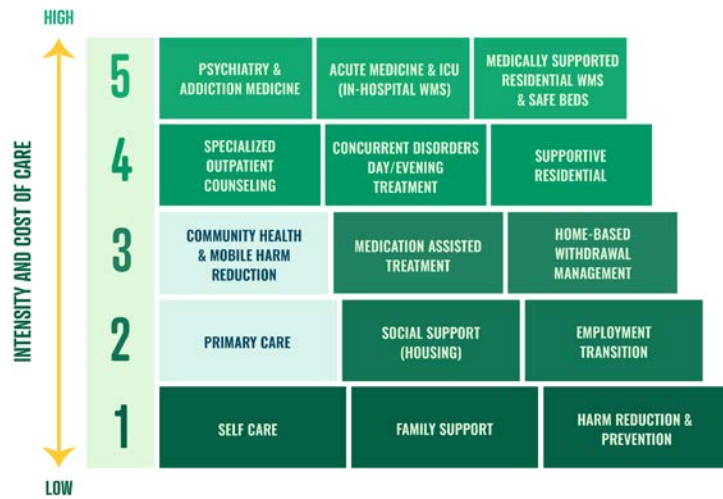 HIGH
INTENSITY AND COST OF CARE
5
PSYCHIATRY &
ADDICTION MEDICINE
ACUTE MEDICINE & ICU
(IN-HOSPITAL WMS)
MEDICALLY SUPPORTED
RESIDENTIAL WMS
& SAFE BEDS
4
SPECIALIZED
OUTPATIENT
COUNSELING
CONCURRENT DISORDERS
DAY/EVENING
TREATMENT
SUPPORTIVE
RESIDENTIAL
3
COMMUNITY HEALTH
& MOBILE HARM
REDUCTION
MEDICATION ASSISTED
TREATMENT
HOME-BASED
WITHDRAWAL
MANAGEMENT
2
PRIMARY CARE
SOCIAL SUPPORT
(HOUSING)
EMPLOYMENT
TRANSITION
1
SELF CARE
FAMILY SUPPORT
HARM REDUCTION &
PREVENTION
LOW